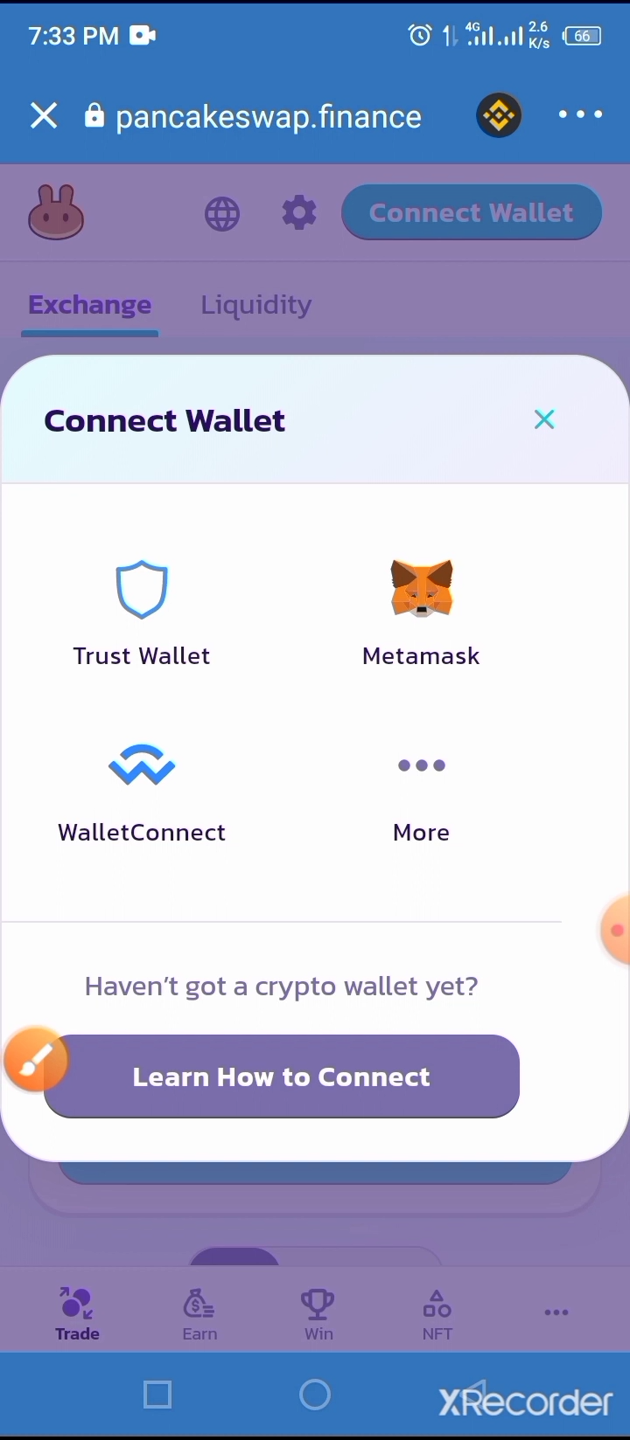 7:33 PM
4G
2.6
K/s
66
pancakeswap.finance
Connect Wallet
Exchange
Liquidity
Connect Wallet
Trust Wallet
Metamask
WalletConnect
More
Haven’t got a crypto wallet yet?
Learn How to Connect
Trade
Earn
Win
NFT
XRecorder